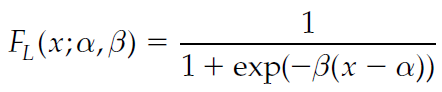 F_L(x;α, β) = 1 / (1 + exp(−β(x − α)))